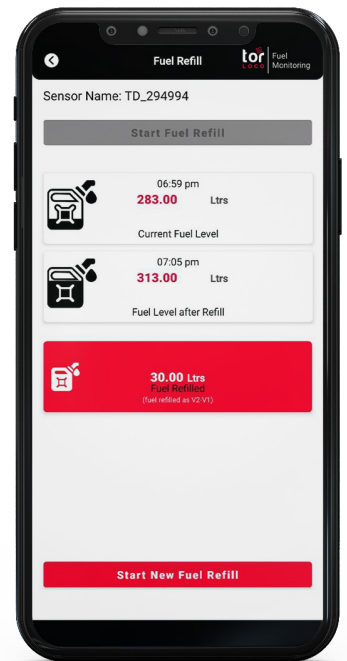 Fuel Refill
tor
LOCO
Fuel
Monitoring
Sensor Name: TD_294994
Start Fuel Refill
06:59 pm
283.00 Ltrs
Current Fuel Level
07:05 pm
313.00 Ltrs
Fuel Level after Refill
30.00 Ltrs
Fuel Refilled
(fuel refilled as V2-V1)
Start New Fuel Refill